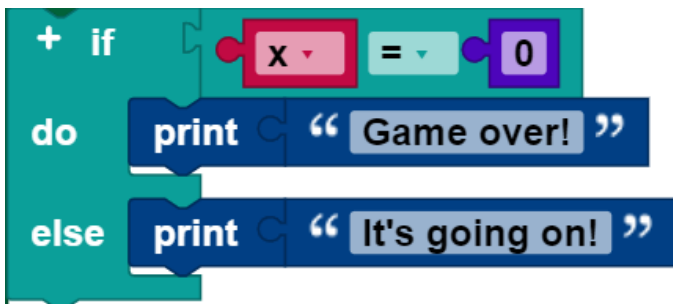 + if x ▾ = ▾ 0
do print “ Game over! ”
else print “ It's going on! ”